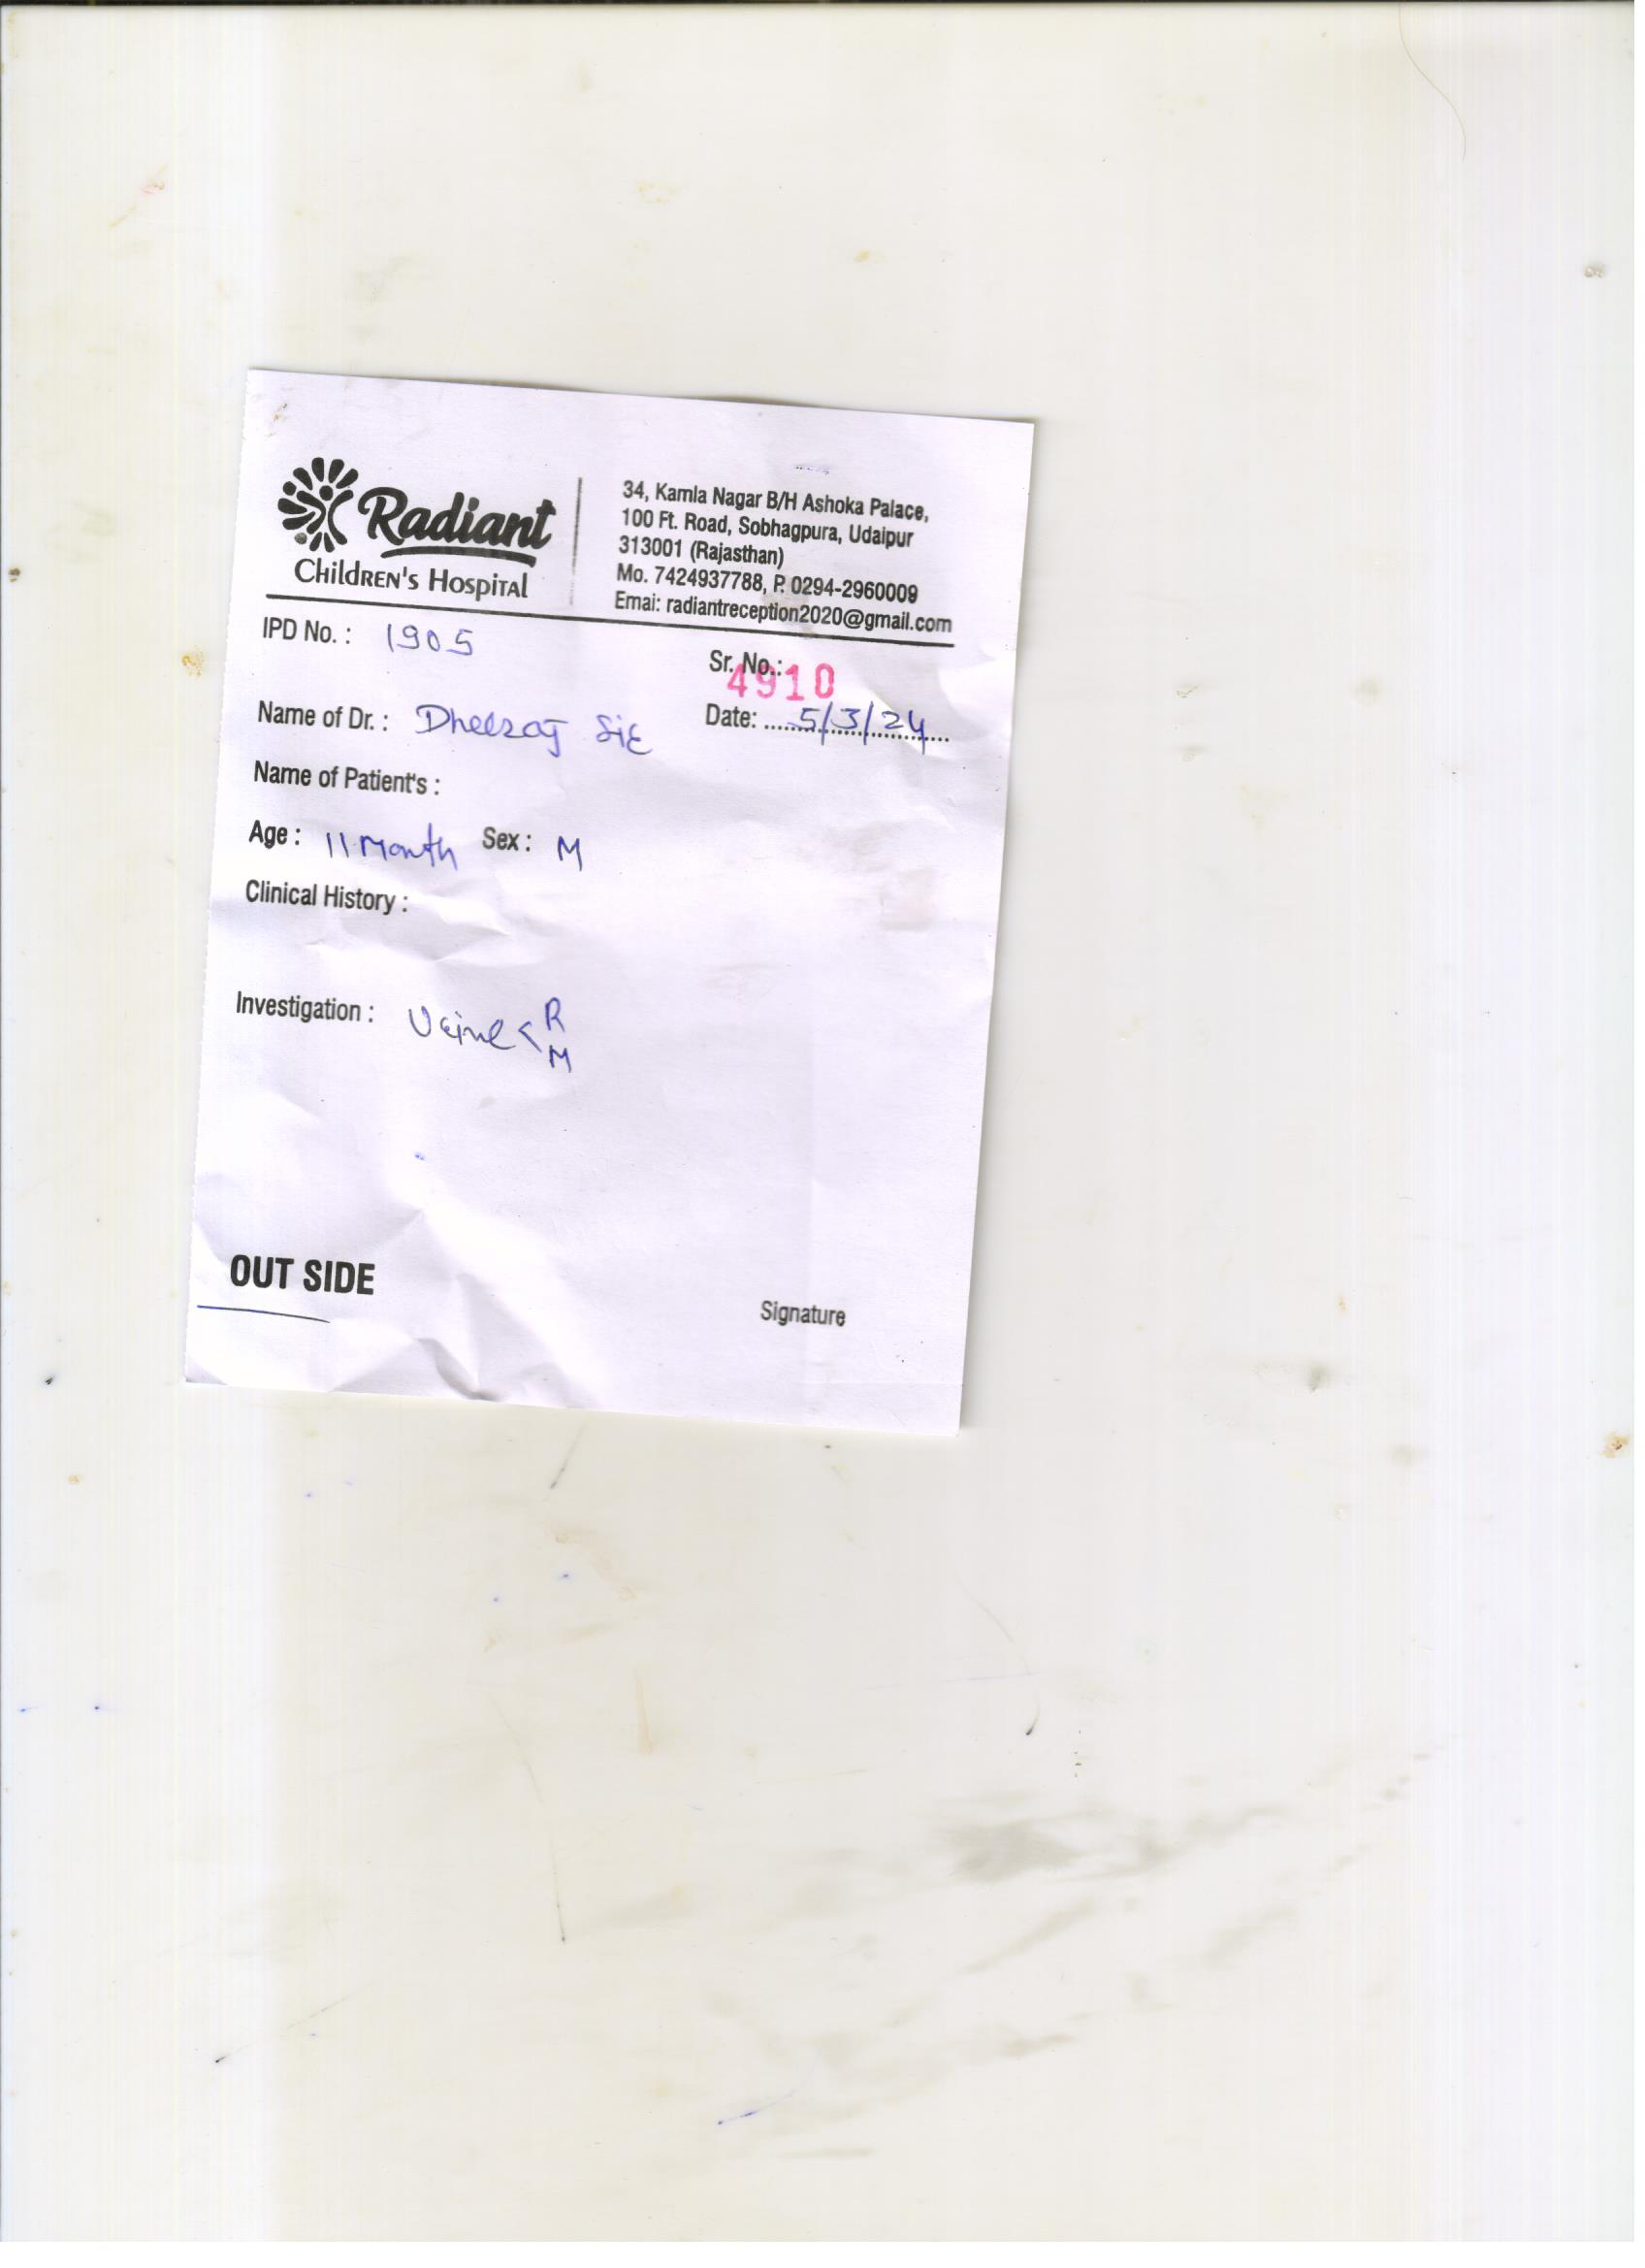 Radiant
Children's Hospital
34, Kamla Nagar B/H Ashoka Palace,
100 Ft. Road, Sobhagpura, Udaipur
313001 (Rajasthan)
Mo. 7424937788, P. 0294-2960009
Emai: radiantreception2020@gmail.com
IPD No. : 1905
Sr. No.: 4910
Name of Dr. : Dheeraj Sir
Date: 5/3/24
Name of Patient's :
Age : 11 Month Sex : M
Clinical History :
Investigation : Urine < R
M
OUT SIDE
Signature